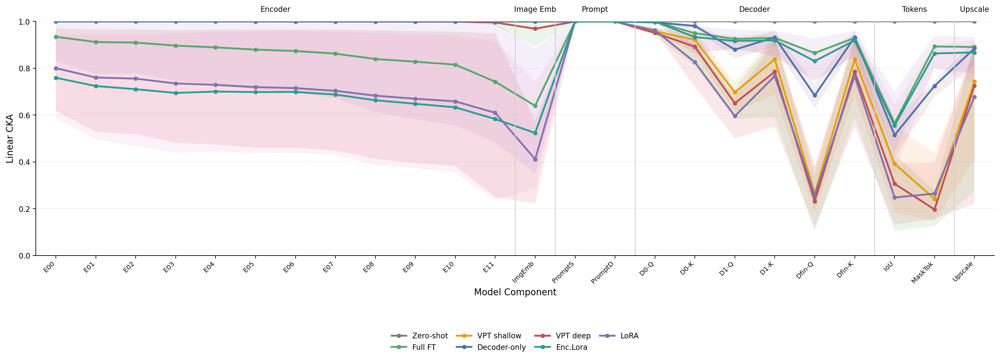 Encoder Image Emb Prompt Decoder Tokens Upscale
1.0
0.8
0.6
0.4
0.2
0.0
Linear CKA
E00 E01 E02 E03 E04 E05 E06 E07 E08 E09 E10 E11 ImgEmb PromptS PromptD D0-Q D0-K D1-Q D1-K Dfin-Q Dfin-K IoU MaskTok Upscale
Model Component
Zero-shot VPT shallow VPT deep LoRA
Full FT Decoder-only Enc.Lora